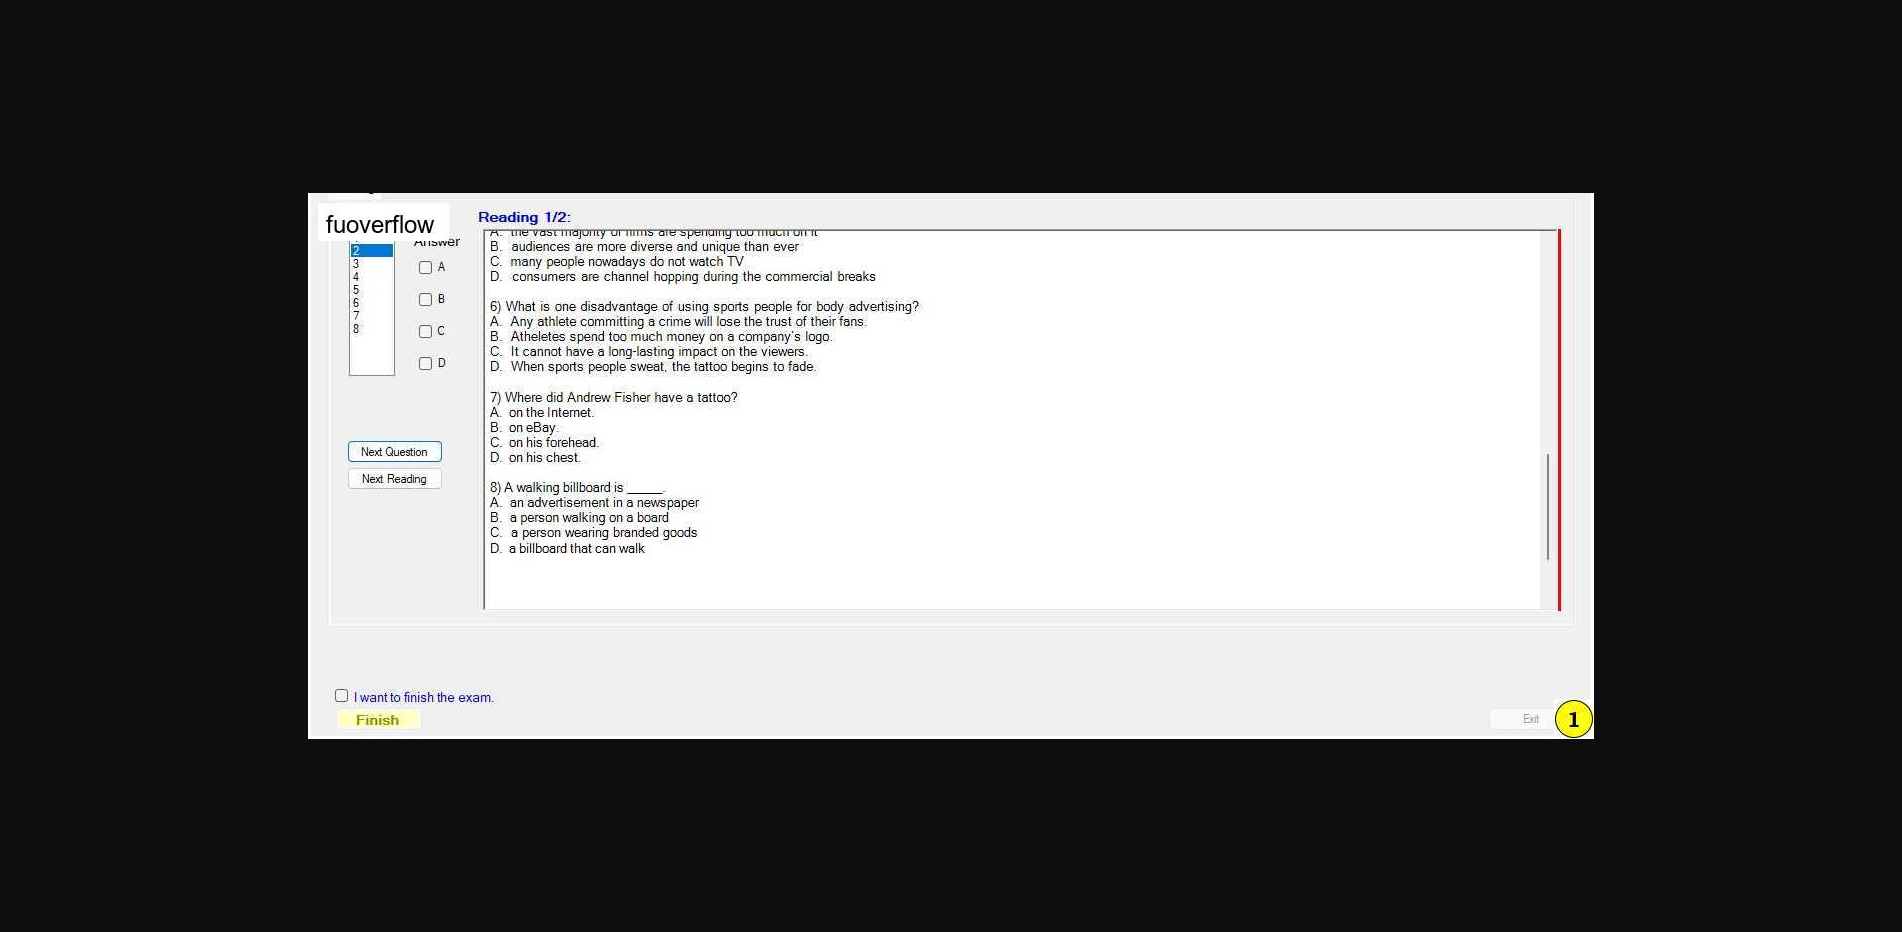 fuoverflow
Reading 1/2:
Answer
2
3
4
5
6
7
8
A
B
C
D
Next Question
Next Reading
A. the vast majority of firms are spending too much on it
B. audiences are more diverse and unique than ever
C. many people nowadays do not watch TV
D. consumers are channel hopping during the commercial breaks
6) What is one disadvantage of using sports people for body advertising?
A. Any athlete committing a crime will lose the trust of their fans.
B. Atheletes spend too much money on a company's logo.
C. It cannot have a long-lasting impact on the viewers.
D. When sports people sweat, the tattoo begins to fade.
7) Where did Andrew Fisher have a tattoo?
A. on the Internet.
B. on eBay.
C. on his forehead.
D. on his chest.
8) A walking billboard is _____.
A. an advertisement in a newspaper
B. a person walking on a board
C. a person wearing branded goods
D. a billboard that can walk
I want to finish the exam.
Finish
Exit
1